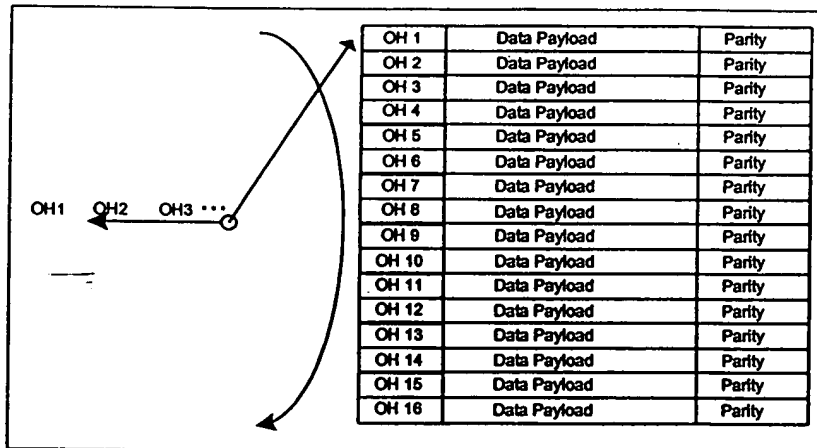 OH 1 Data Payload Parity
OH 2 Data Payload Parity
OH 3 Data Payload Parity
OH 4 Data Payload Parity
OH 5 Data Payload Parity
OH 6 Data Payload Parity
OH 7 Data Payload Parity
OH1 OH2 OH3 ••• OH 8 Data Payload Parity
OH 9 Data Payload Parity
OH 10 Data Payload Parity
OH 11 Data Payload Parity
OH 12 Data Payload Parity
OH 13 Data Payload Parity
OH 14 Data Payload Parity
OH 15 Data Payload Parity
OH 16 Data Payload Parity